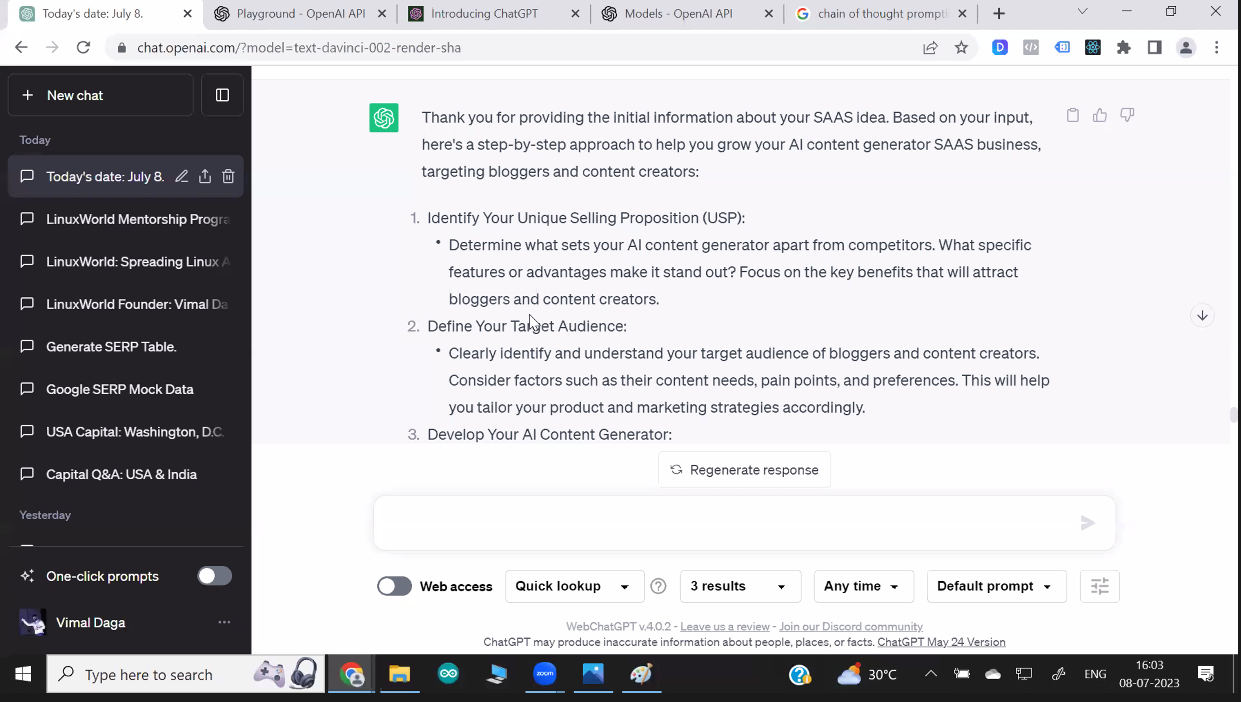 Today's date: July 8.
Playground - OpenAI API
Introducing ChatGPT
Models - OpenAI API
chain of thought prompti
chat.openai.com/?model=text-davinci-002-render-sha
New chat
Today
Today's date: July 8.
LinuxWorld Mentorship Progra
LinuxWorld: Spreading Linux A
LinuxWorld Founder: Vimal Da
Generate SERP Table.
Google SERP Mock Data
USA Capital: Washington, D.C.
Capital Q&A: USA & India
Yesterday
One-click prompts
Vimal Daga
Thank you for providing the initial information about your SAAS idea. Based on your input,
here's a step-by-step approach to help you grow your AI content generator SAAS business,
targeting bloggers and content creators:
1. Identify Your Unique Selling Proposition (USP):
• Determine what sets your AI content generator apart from competitors. What specific
features or advantages make it stand out? Focus on the key benefits that will attract
bloggers and content creators.
2. Define Your Target Audience:
• Clearly identify and understand your target audience of bloggers and content creators.
Consider factors such as their content needs, pain points, and preferences. This will help
you tailor your product and marketing strategies accordingly.
3. Develop Your AI Content Generator:
Regenerate response
Web access
Quick lookup
3 results
Any time
Default prompt
WebChatGPT v.4.0.2 - Leave us a review - Join our Discord community
ChatGPT may produce inaccurate information about people, places, or facts. ChatGPT May 24 Version
Type here to search
zoom
30°C
ENG
16:03
08-07-2023